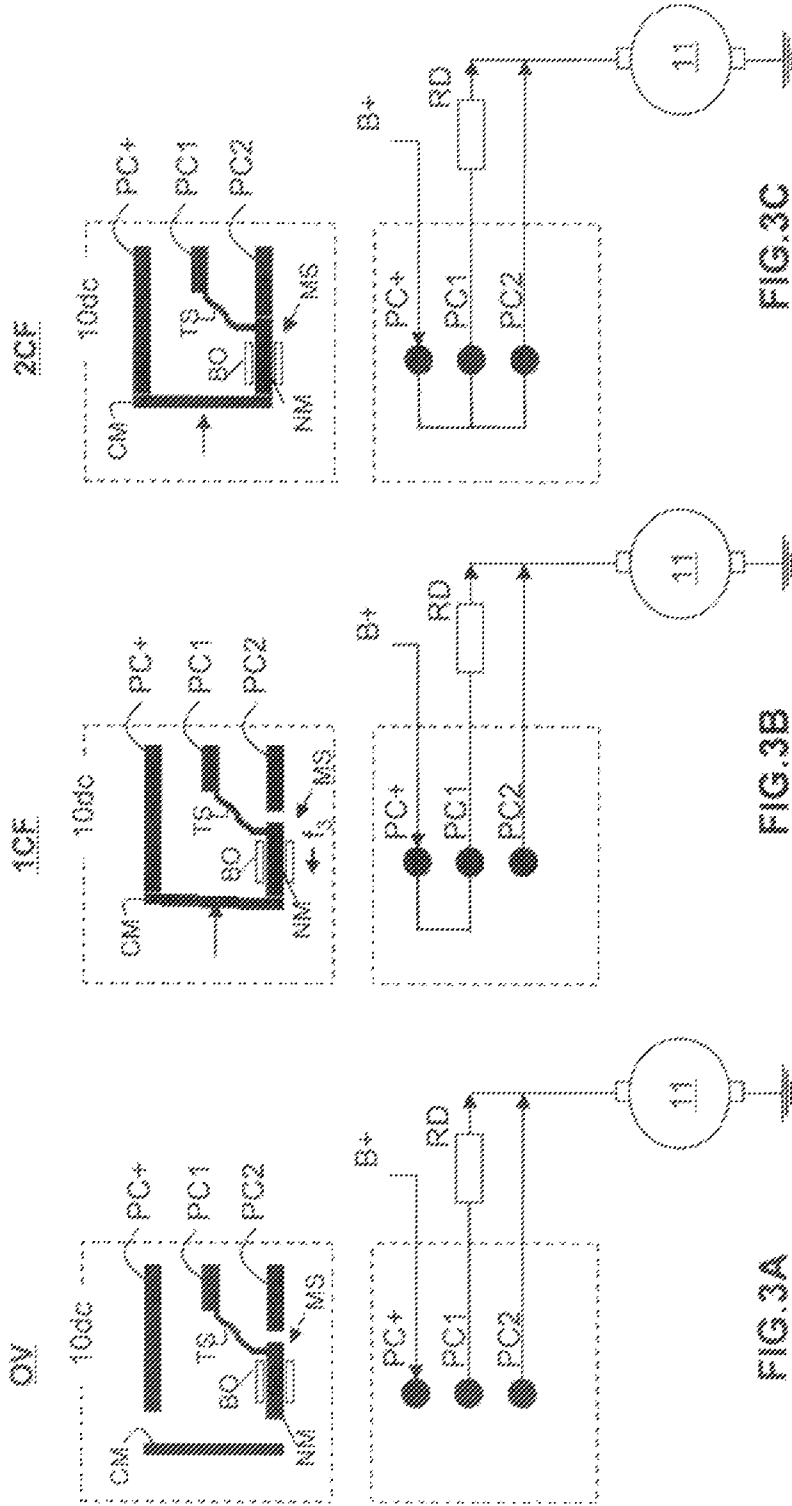 OV
10dc
CM
PC+
TS
PC1
BO
PC2
NM
MS
B+
PC+
RD
PC1
PC2
11
FIG.3A
1CF
10dc
CM
PC+
TS
PC1
BO
PC2
NM
MS
t3
B+
PC+
RD
PC1
PC2
11
FIG.3B
2CF
10dc
CM
PC+
TS
PC1
BO
PC2
NM
MS
B+
PC+
RD
PC1
PC2
11
FIG.3C